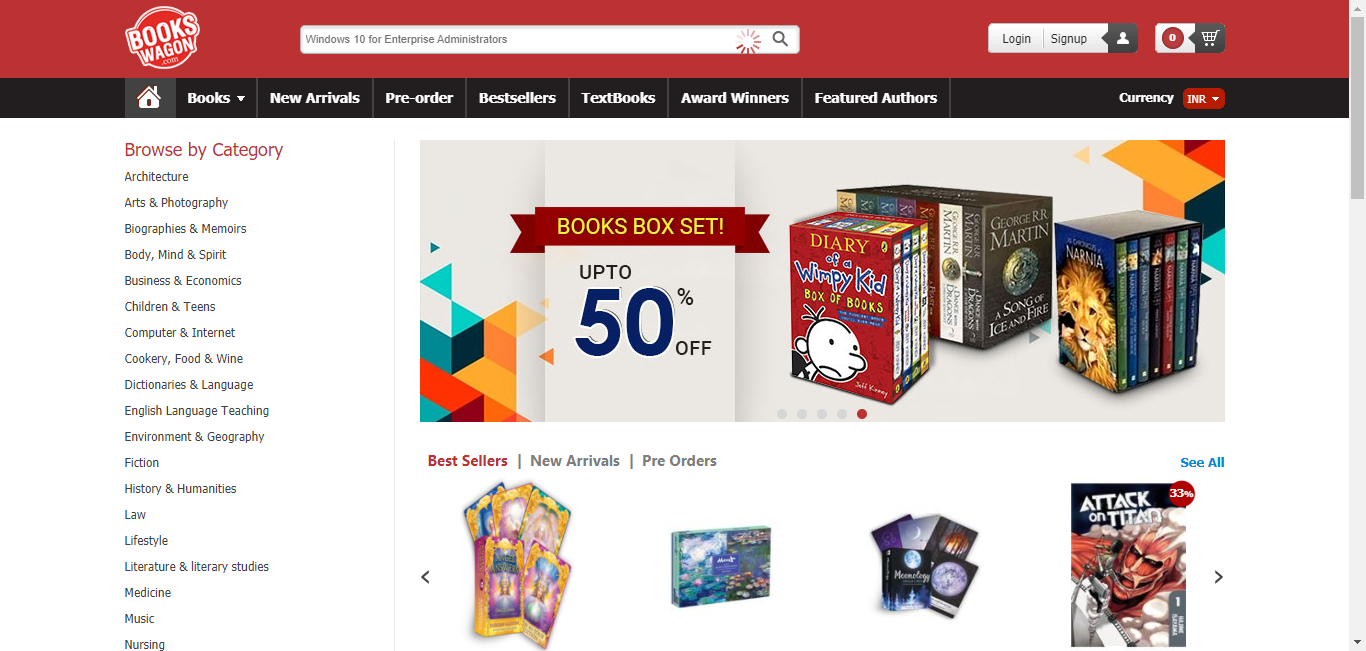 BOOKS
WAGON
.com
Windows 10 for Enterprise Administrators
Login Signup
0
Books New Arrivals Pre-order Bestsellers TextBooks Award Winners Featured Authors
Currency INR
Browse by Category
Architecture
Arts & Photography
Biographies & Memoirs
Body, Mind & Spirit
Business & Economics
Children & Teens
Computer & Internet
Cookery, Food & Wine
Dictionaries & Language
English Language Teaching
Environment & Geography
Fiction
History & Humanities
Law
Lifestyle
Literature & literary studies
Medicine
Music
Nursing
BOOKS BOX SET!
UPTO
50%
OFF
DIARY
of a
Wimpy Kid
BOX OF BOOKS
Jeff Kinney
GEORGE R.R.
MARTIN
A SONG OF
ICE AND FIRE
GEORGE R.R.
MARTIN
NARNIA
Best Sellers | New Arrivals | Pre Orders
See All
Monet
Moonology
33%
ATTACK
on TITAN
1